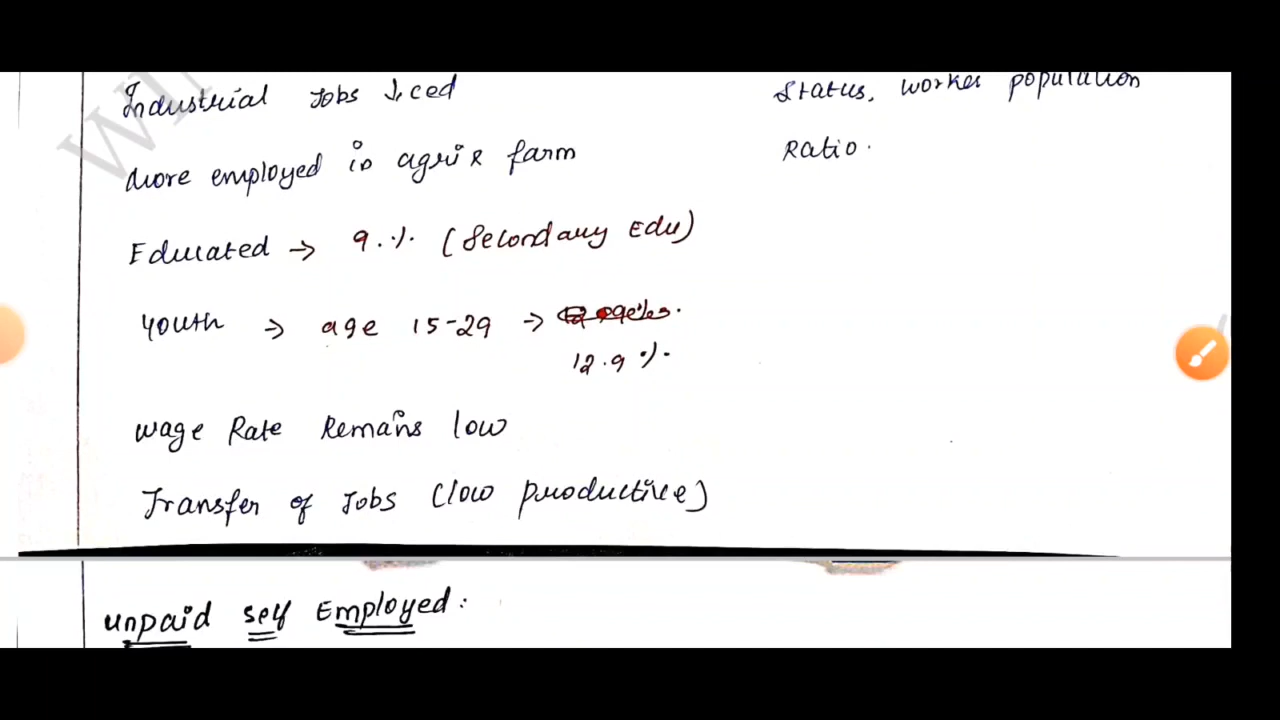 Industrial Jobs ↓ced
more employed in agri & farm
Educated → 9.% (Secondary Edu)
Youth → age 15-29 →
12.9 %.
wage Rate Remains low
Transfer of Jobs (low productive)
unpaid self Employed:
Status, worker population
Ratio.